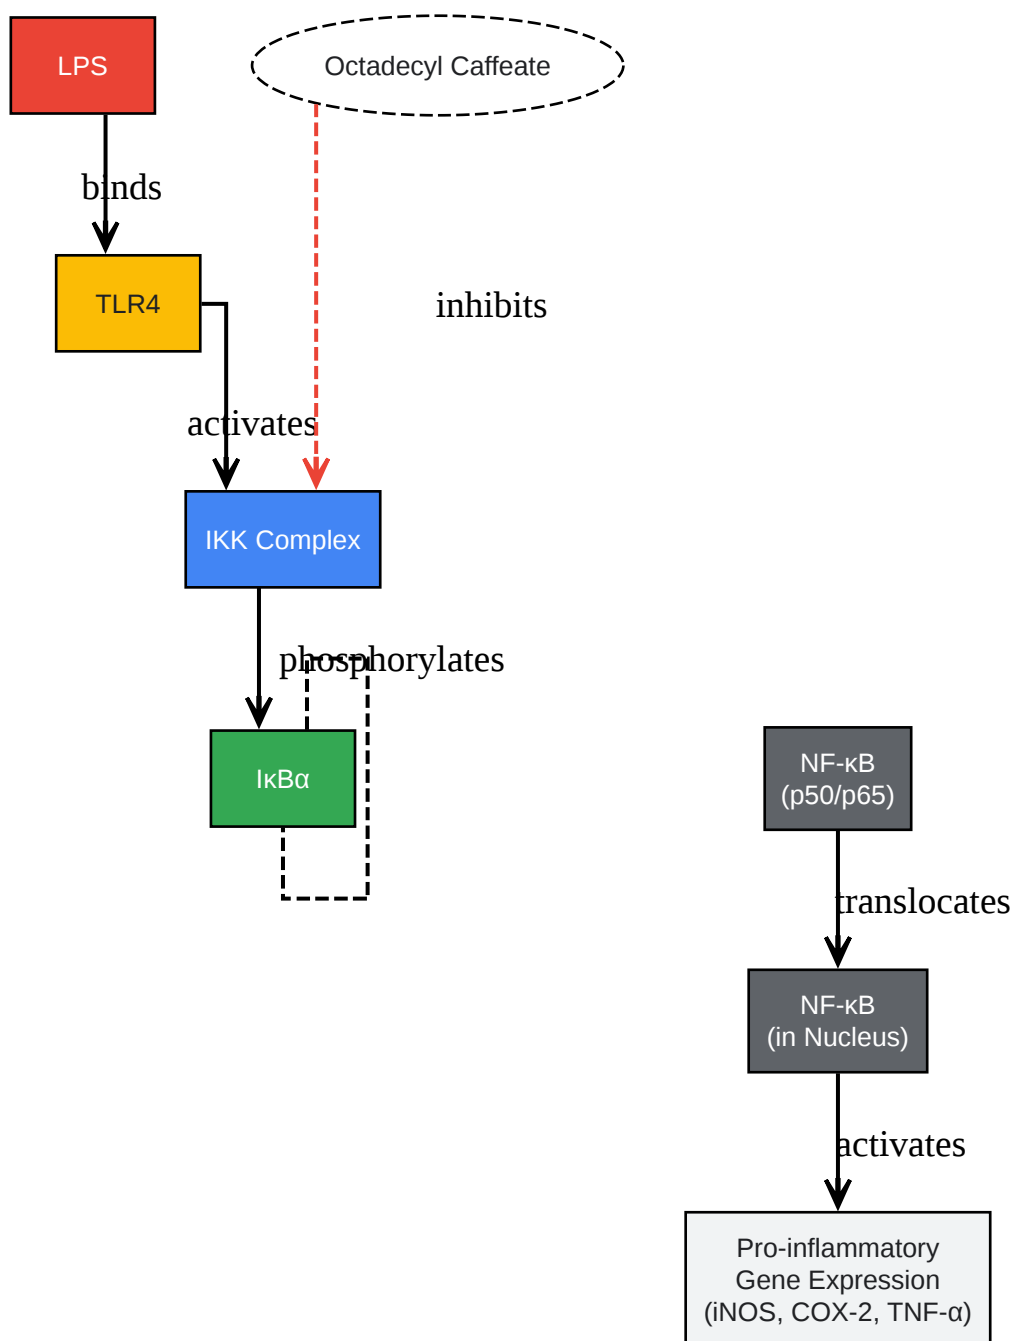 LPS
Octadecyl Caffeate
binds
TLR4
inhibits
activates
IKK Complex
phosphorylates
IκBα
NF-κB
(p50/p65)
translocates
NF-κB
(in Nucleus)
activates
Pro-inflammatory
Gene Expression
(iNOS, COX-2, TNF-α)